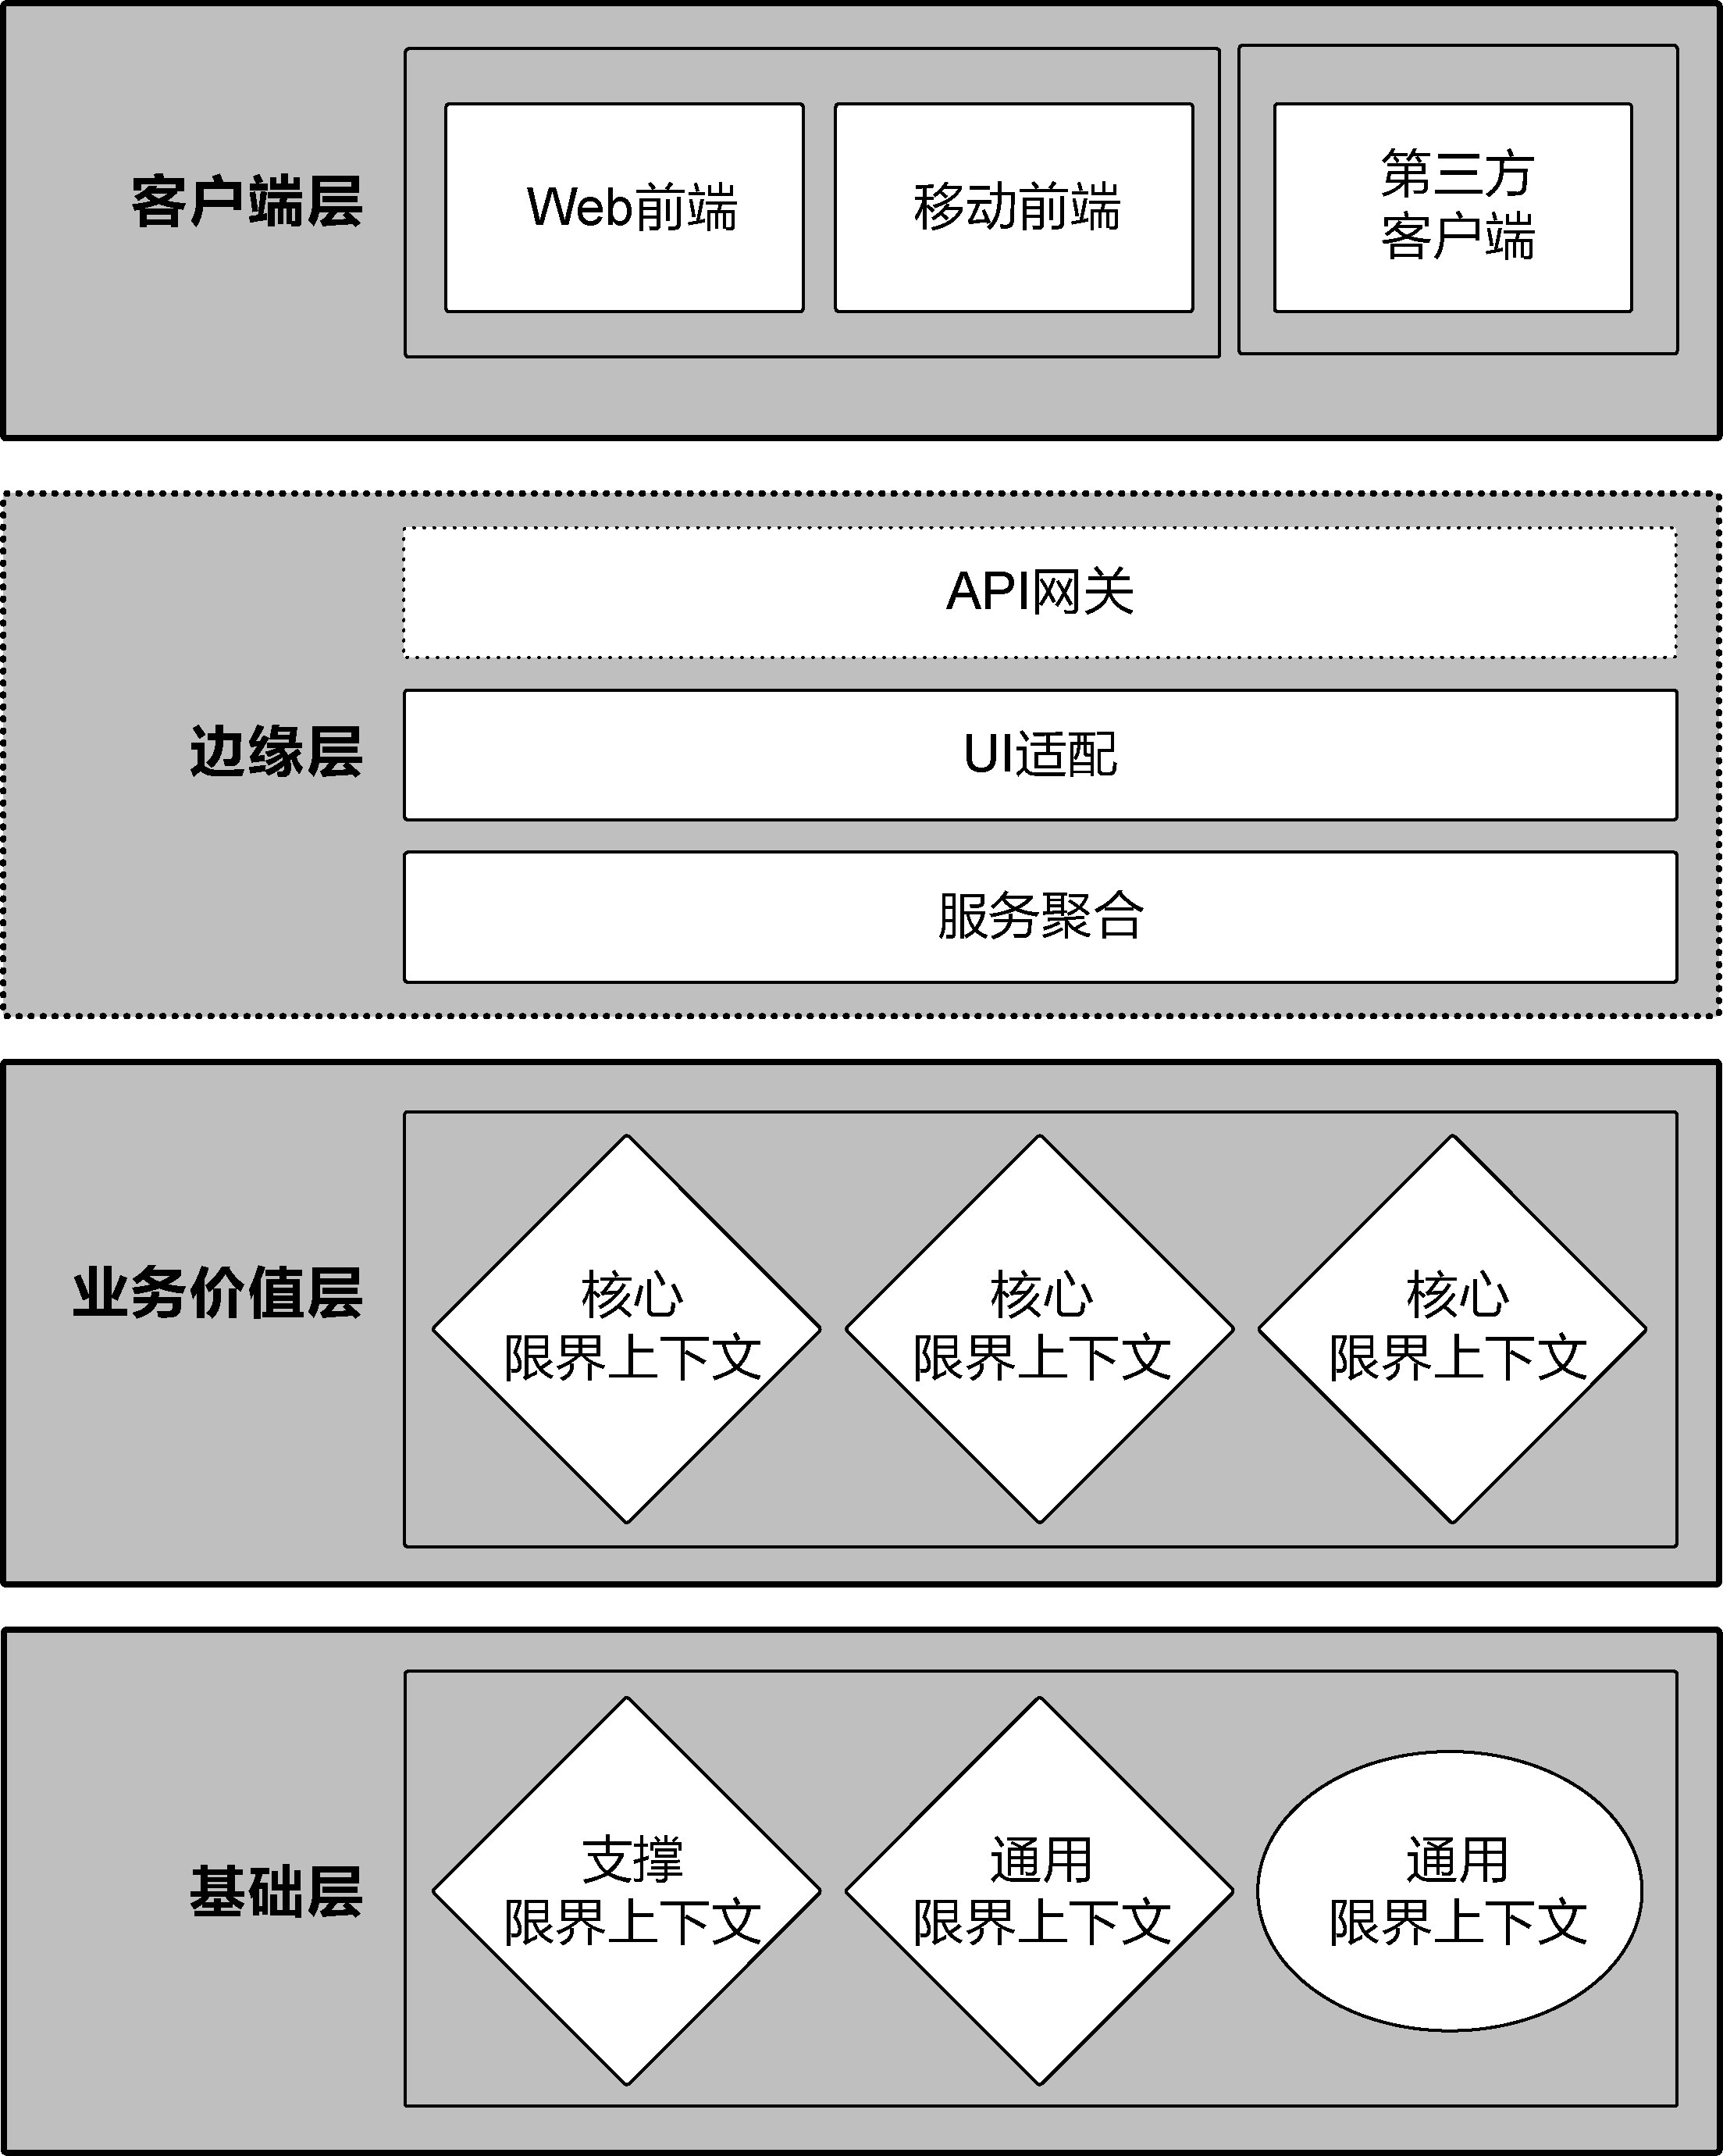 客户端层
Web前端
移动前端
第三方
客户端
边缘层
API网关
UI适配
服务聚合
业务价值层
核心
限界上下文
核心
限界上下文
核心
限界上下文
基础层
支撑
限界上下文
通用
限界上下文
通用
限界上下文